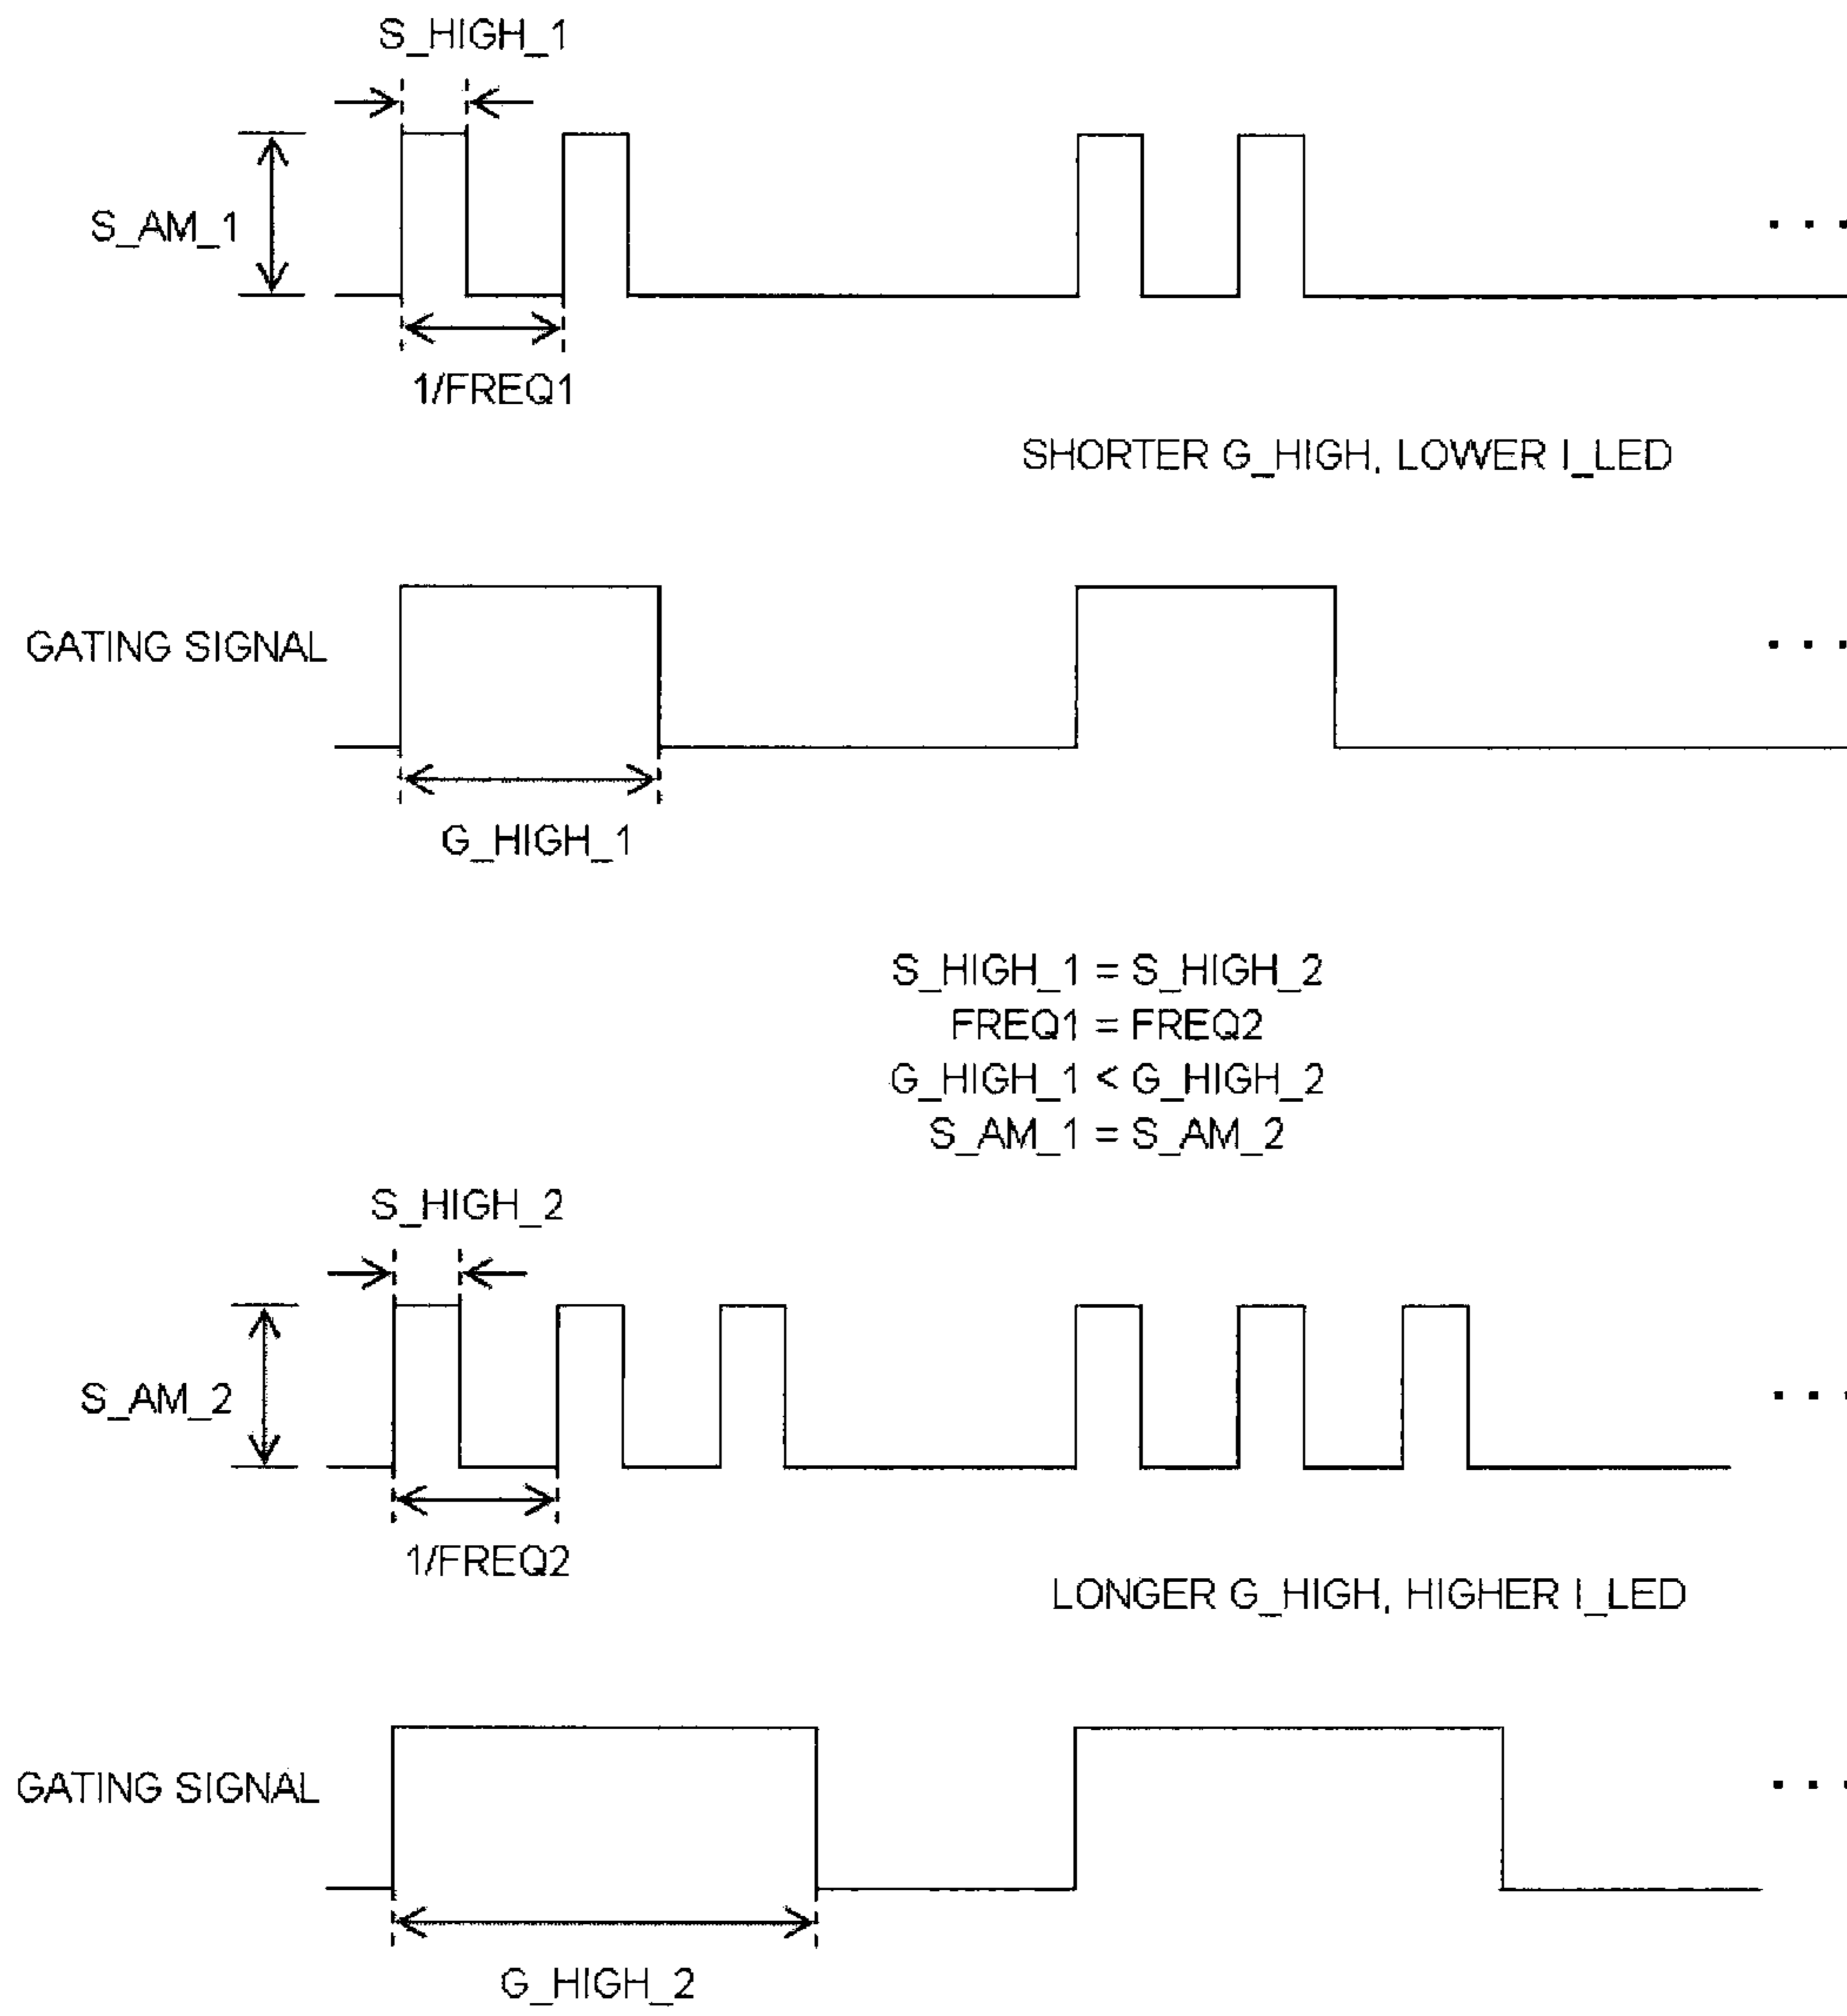 S_HIGH_1
S_AM_1
. . .
1/FREQ1
SHORTER G_HIGH, LOWER I_LED
GATING SIGNAL
. . .
G_HIGH_1
S_HIGH_1 = S_HIGH_2
FREQ1 = FREQ2
G_HIGH_1 < G_HIGH_2
S_AM_1 = S_AM_2
S_HIGH_2
S_AM_2
. . .
1/FREQ2
LONGER G_HIGH, HIGHER I_LED
GATING SIGNAL
. . .
G_HIGH_2